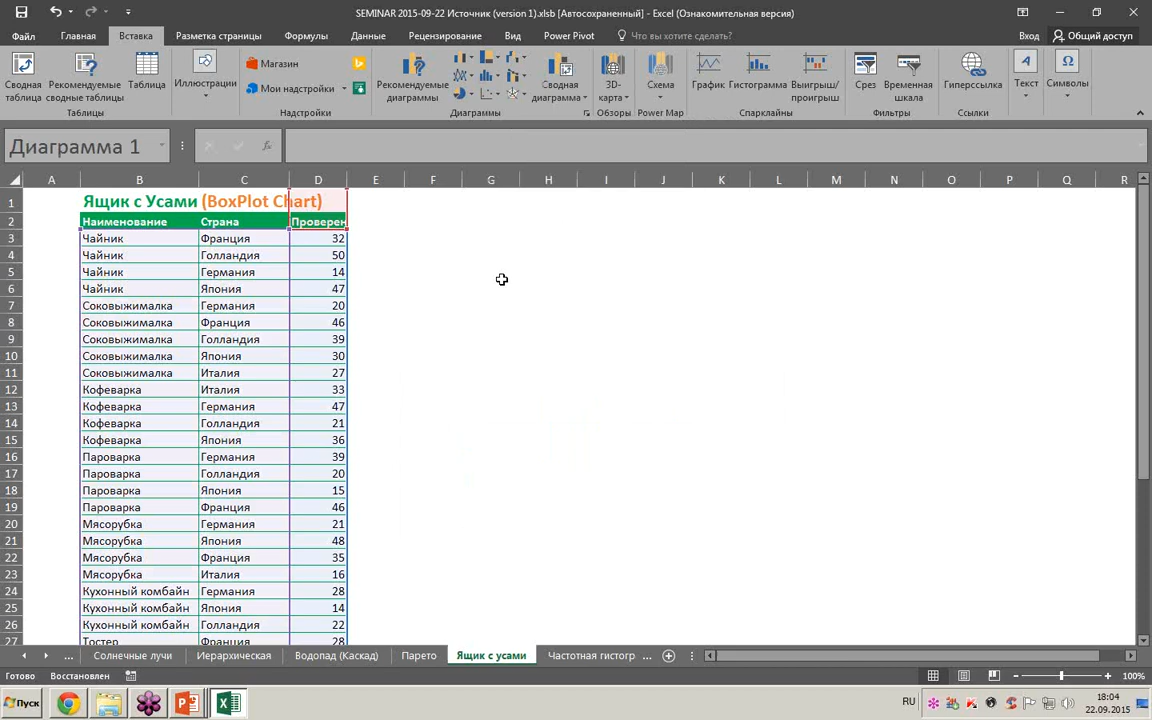 SEMINAR 2015-09-22 Источник (version 1).xlsb [Автосохраненный] - Excel (Ознакомительная версия)
Файл Главная Вставка Разметка страницы Формулы Данные Рецензирование Вид Power Pivot Что вы хотите сделать? Вход Общий доступ
Сводная таблица
Рекомендуемые сводные таблицы
Таблица
Иллюстрации
Магазин
Мои настройки
Рекомендуемые диаграммы
Сводная диаграмма
3D-карта
Схема
График
Гистограмма
Выигрыш/проигрыш
Срез
Временная шкала
Гиперссылка
Текст
Символы
Таблицы Надстройки Диаграммы Обзоры Power Map Спарклайны Фильтры Ссылки
Диаграмма 1 fx
A B C D E F G H I J K L M N O P Q R
1 Ящик с Усами (BoxPlot Chart)
2 Наименование Страна Проверен
3 Чайник Франция 32
4 Чайник Голландия 50
5 Чайник Германия 14
6 Чайник Япония 47
7 Соковыжималка Германия 20
8 Соковыжималка Франция 46
9 Соковыжималка Голландия 39
10 Соковыжималка Япония 30
11 Соковыжималка Италия 27
12 Кофеварка Италия 33
13 Кофеварка Германия 47
14 Кофеварка Голландия 21
15 Кофеварка Япония 36
16 Пароварка Германия 39
17 Пароварка Голландия 20
18 Пароварка Япония 15
19 Пароварка Франция 46
20 Мясорубка Германия 21
21 Мясорубка Япония 48
22 Мясорубка Франция 35
23 Мясорубка Италия 16
24 Кухонный комбайн Германия 28
25 Кухонный комбайн Япония 14
26 Кухонный комбайн Голландия 22
27 Тостер Франция 28
... Солнечные лучи Иерархическая Водопад (Каскад) Парето Ящик с усами Частотная гистогр ...
Готово Восстановлен 100%
Пуск RU 18:04
22.09.2015